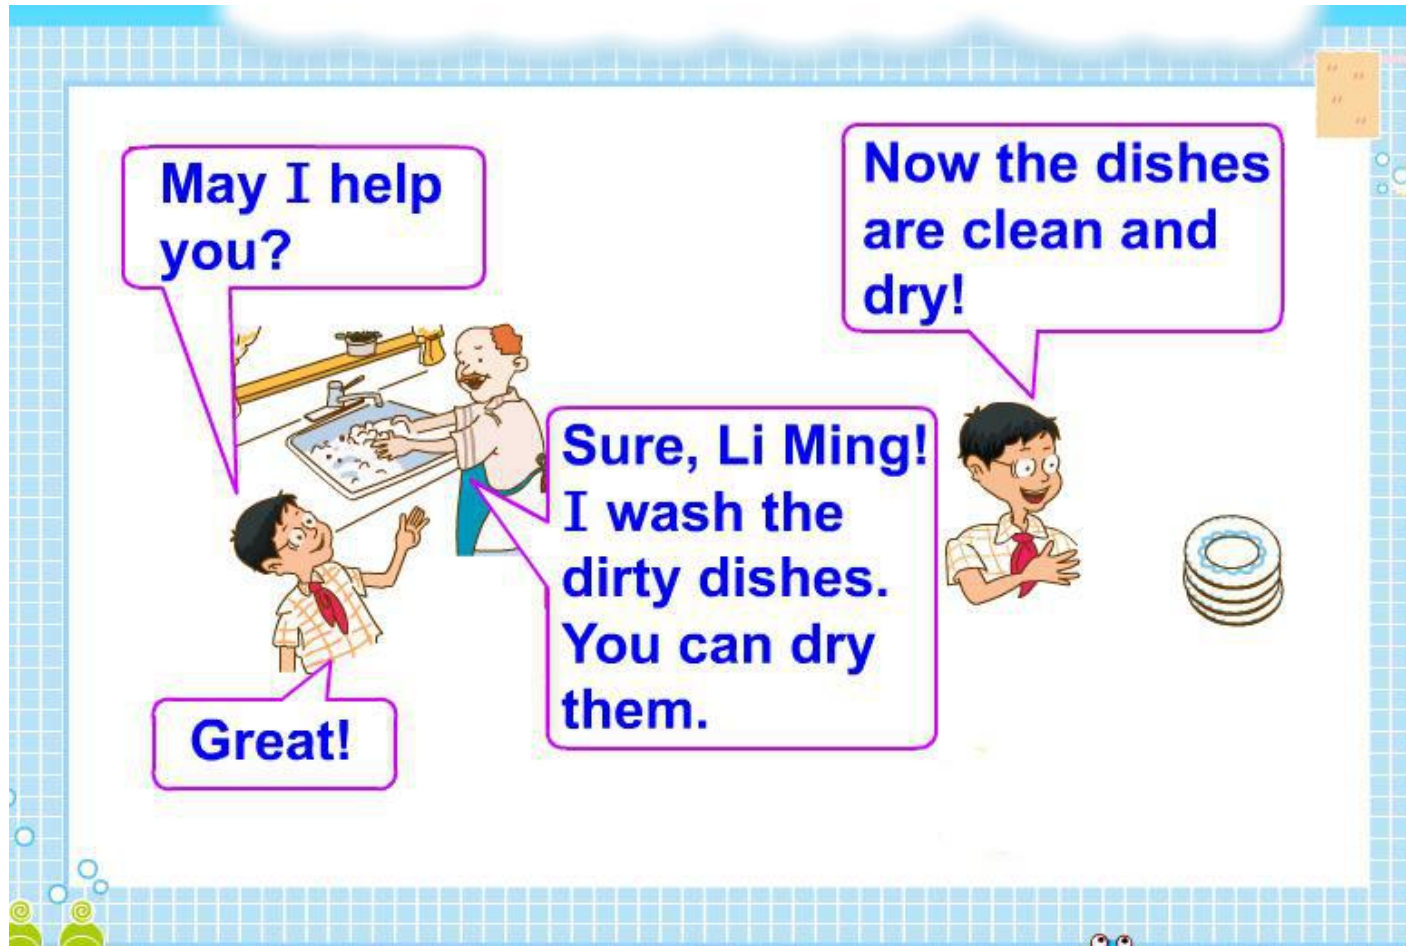 May I help
you?
Sure, Li Ming!
I wash the
dirty dishes.
You can dry
them.
Great!
Now the dishes
are clean and
dry!